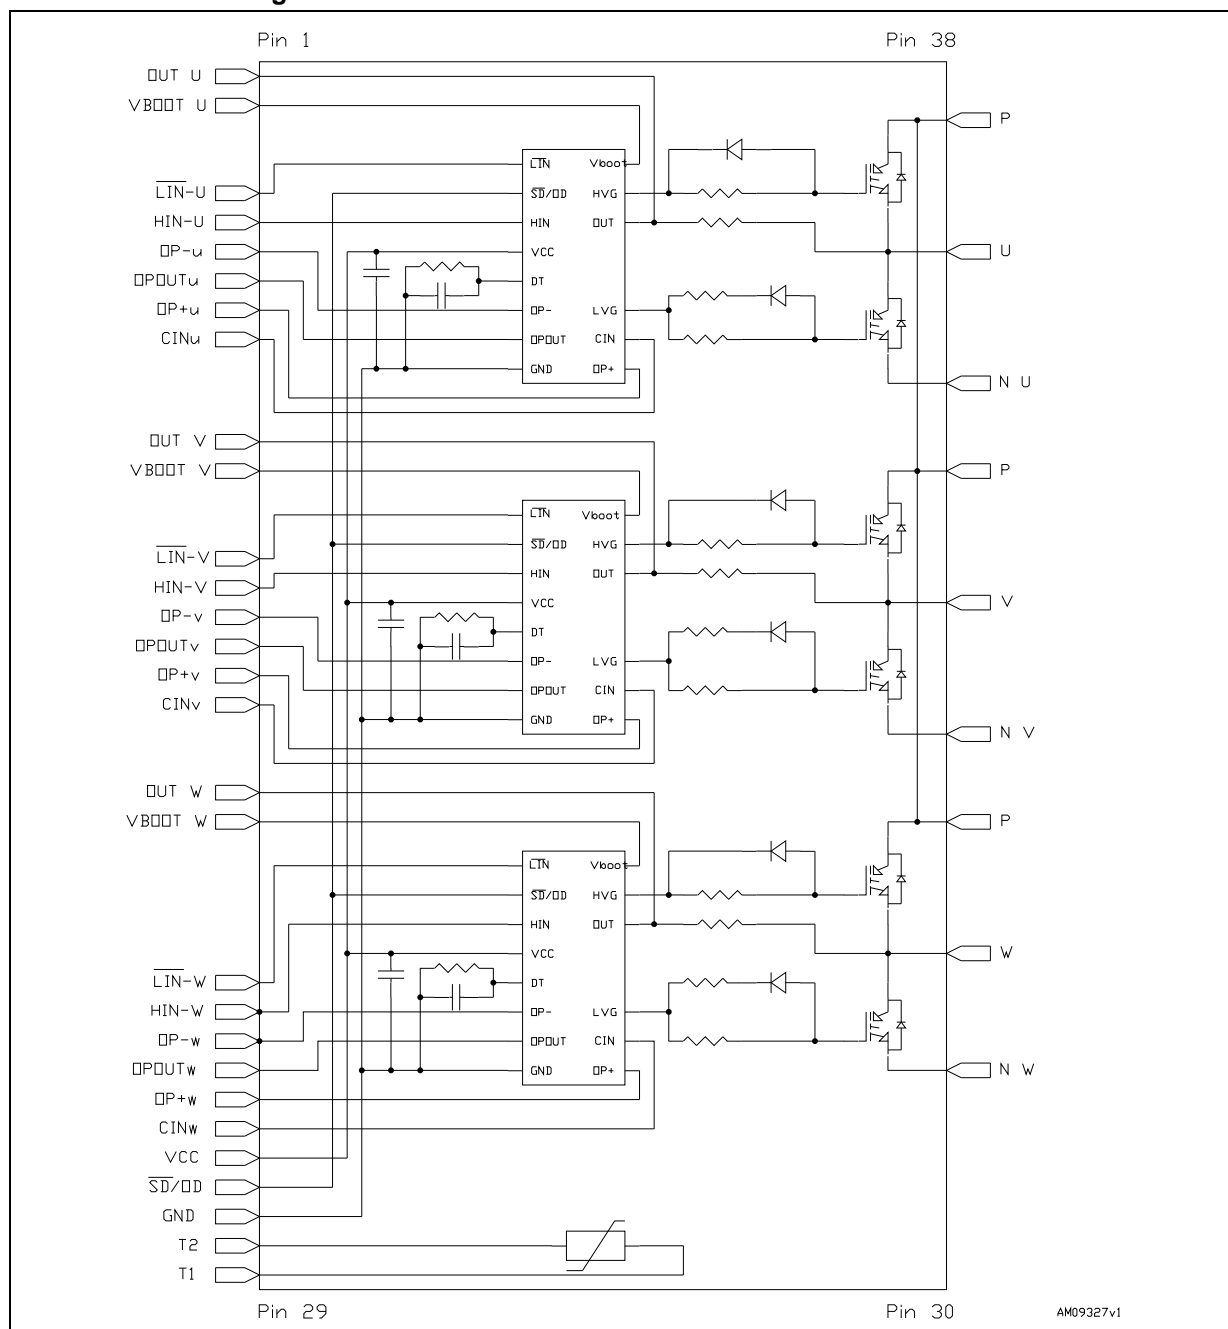 Pin 1
Pin 38
OUT U
VBOOT U
LIN-U
HIN-U
OP-u
OPOUTu
OP+u
CINu
LIN
SD/OD
HIN
VCC
DT
OP-
OPOUT
GND
Vboot
HVG
OUT
LVG
CIN
OP+
P
U
N U
OUT V
VBOOT V
LIN-V
HIN-V
OP-v
OPOUTv
OP+v
CINv
LIN
SD/OD
HIN
VCC
DT
OP-
OPOUT
GND
Vboot
HVG
OUT
LVG
CIN
OP+
P
V
N V
OUT W
VBOOT W
LIN-W
HIN-W
OP-w
OPOUTw
OP+w
CINw
VCC
SD/OD
GND
T2
T1
LIN
SD/OD
HIN
VCC
DT
OP-
OPOUT
GND
Vboot
HVG
OUT
LVG
CIN
OP+
P
W
N W
Pin 29
Pin 30
AM09327v1